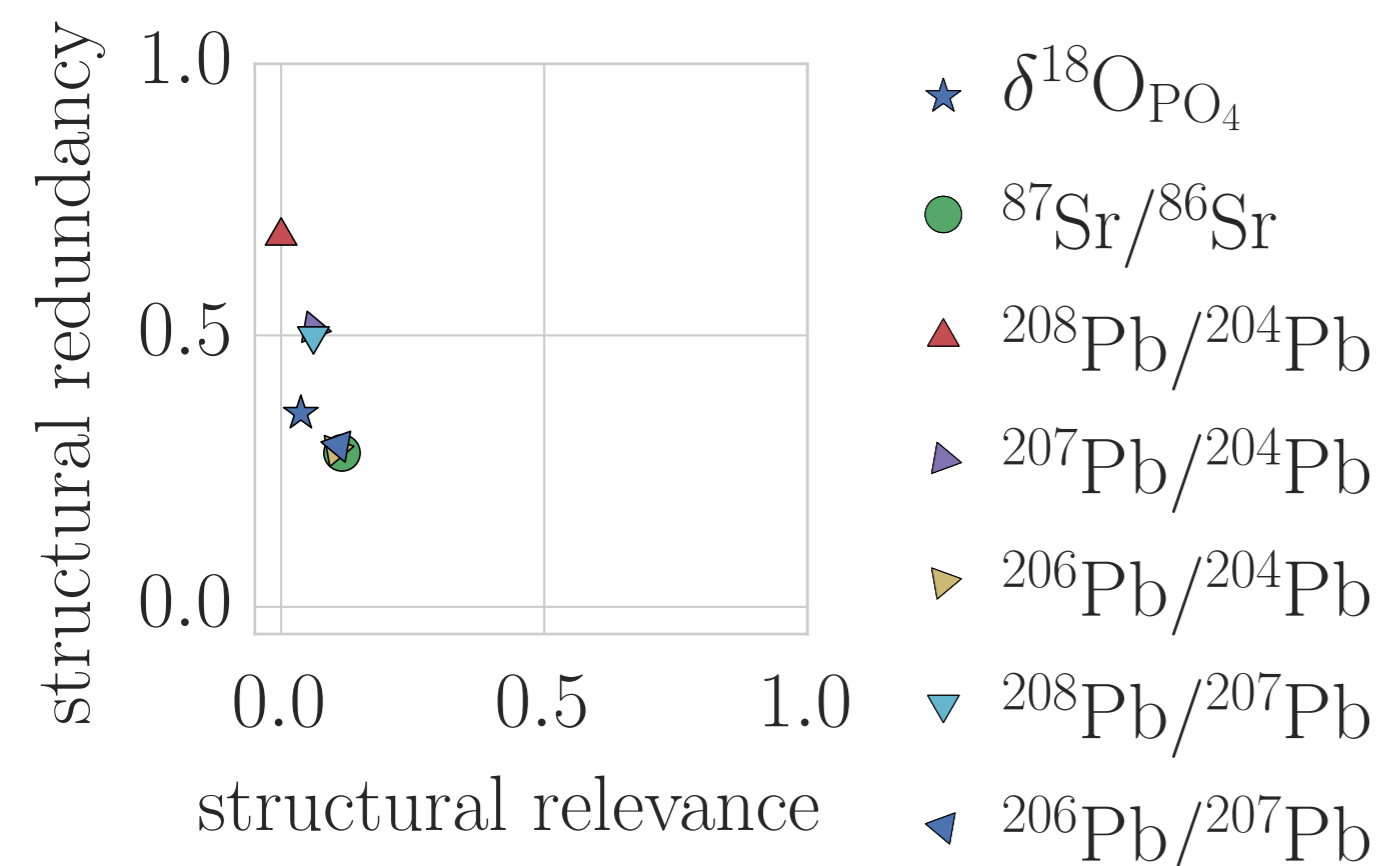 structural redundancy
1.0
0.5
0.0
0.0 0.5 1.0
structural relevance
δ¹⁸O_PO₄
⁸⁷Sr/⁸⁶Sr
²⁰⁸Pb/²⁰⁴Pb
²⁰⁷Pb/²⁰⁴Pb
²⁰⁶Pb/²⁰⁴Pb
²⁰⁸Pb/²⁰⁷Pb
²⁰⁶Pb/²⁰⁷Pb